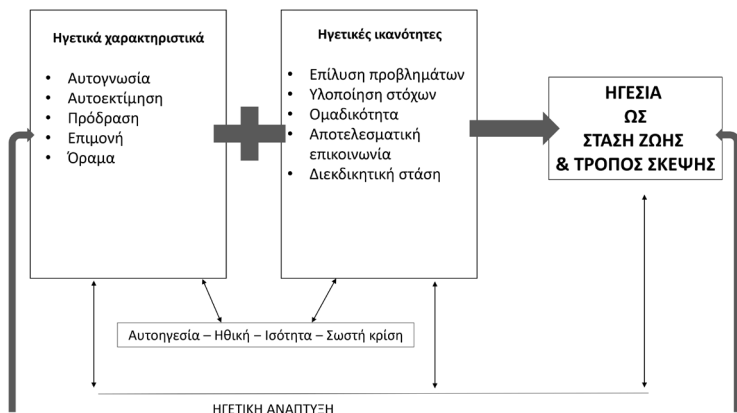 Ηγετικά χαρακτηριστικά
• Αυτογνωσία
• Αυτοεκτίμηση
• Πρόδραση
• Επιμονή
• Όραμα
Ηγετικές ικανότητες
• Επίλυση προβλημάτων
• Υλοποίηση στόχων
• Ομαδικότητα
• Αποτελεσματική
επικοινωνία
• Διεκδικητική στάση
ΗΓΕΣΙΑ
ΩΣ
ΣΤΑΣΗ ΖΩΗΣ
& ΤΡΟΠΟΣ ΣΚΕΨΗΣ
Αυτοηγεσία – Ηθική – Ισότητα – Σωστή κρίση
ΗΓΕΤΙΚΗ ΑΝΑΠΤΥΞΗ